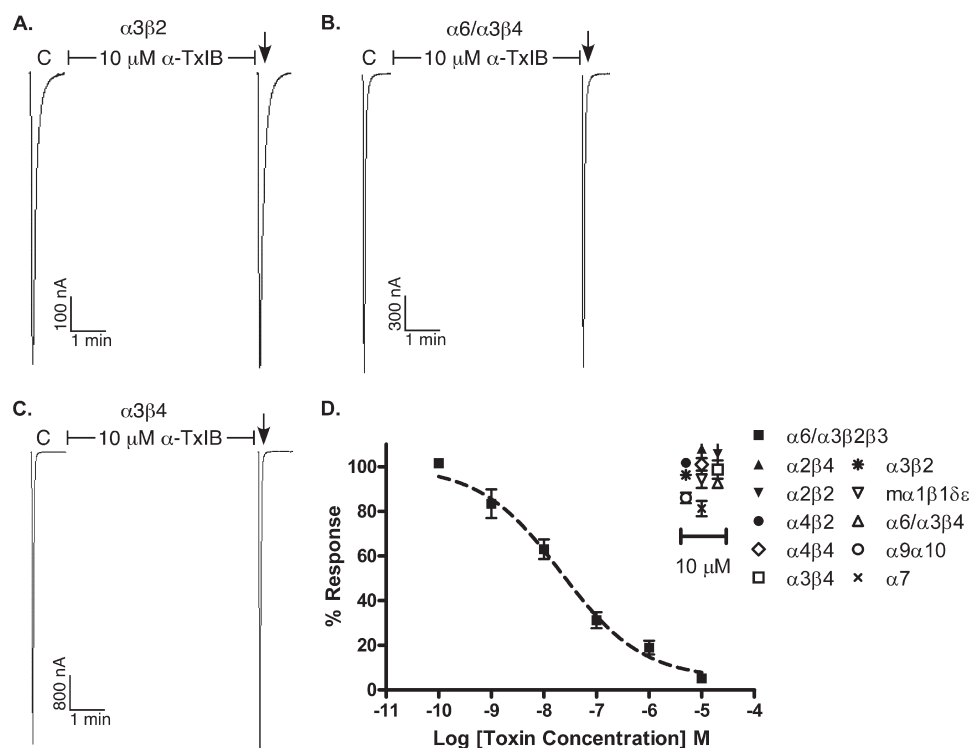 A.
α3β2
C
10 μM α-TxIB
100 nA
1 min
B.
α6/α3β4
C
10 μM α-TxIB
300 nA
1 min
C.
α3β4
C
10 μM α-TxIB
800 nA
1 min
D.
% Response
100
80
60
40
20
0
-11 -10 -9 -8 -7 -6 -5 -4
Log [Toxin Concentration] M
10 μM
α6/α3β2β3
α2β4 α3β2
α2β2 mα1β1δε
α4β2 α6/α3β4
α4β4 α9α10
α3β4 α7